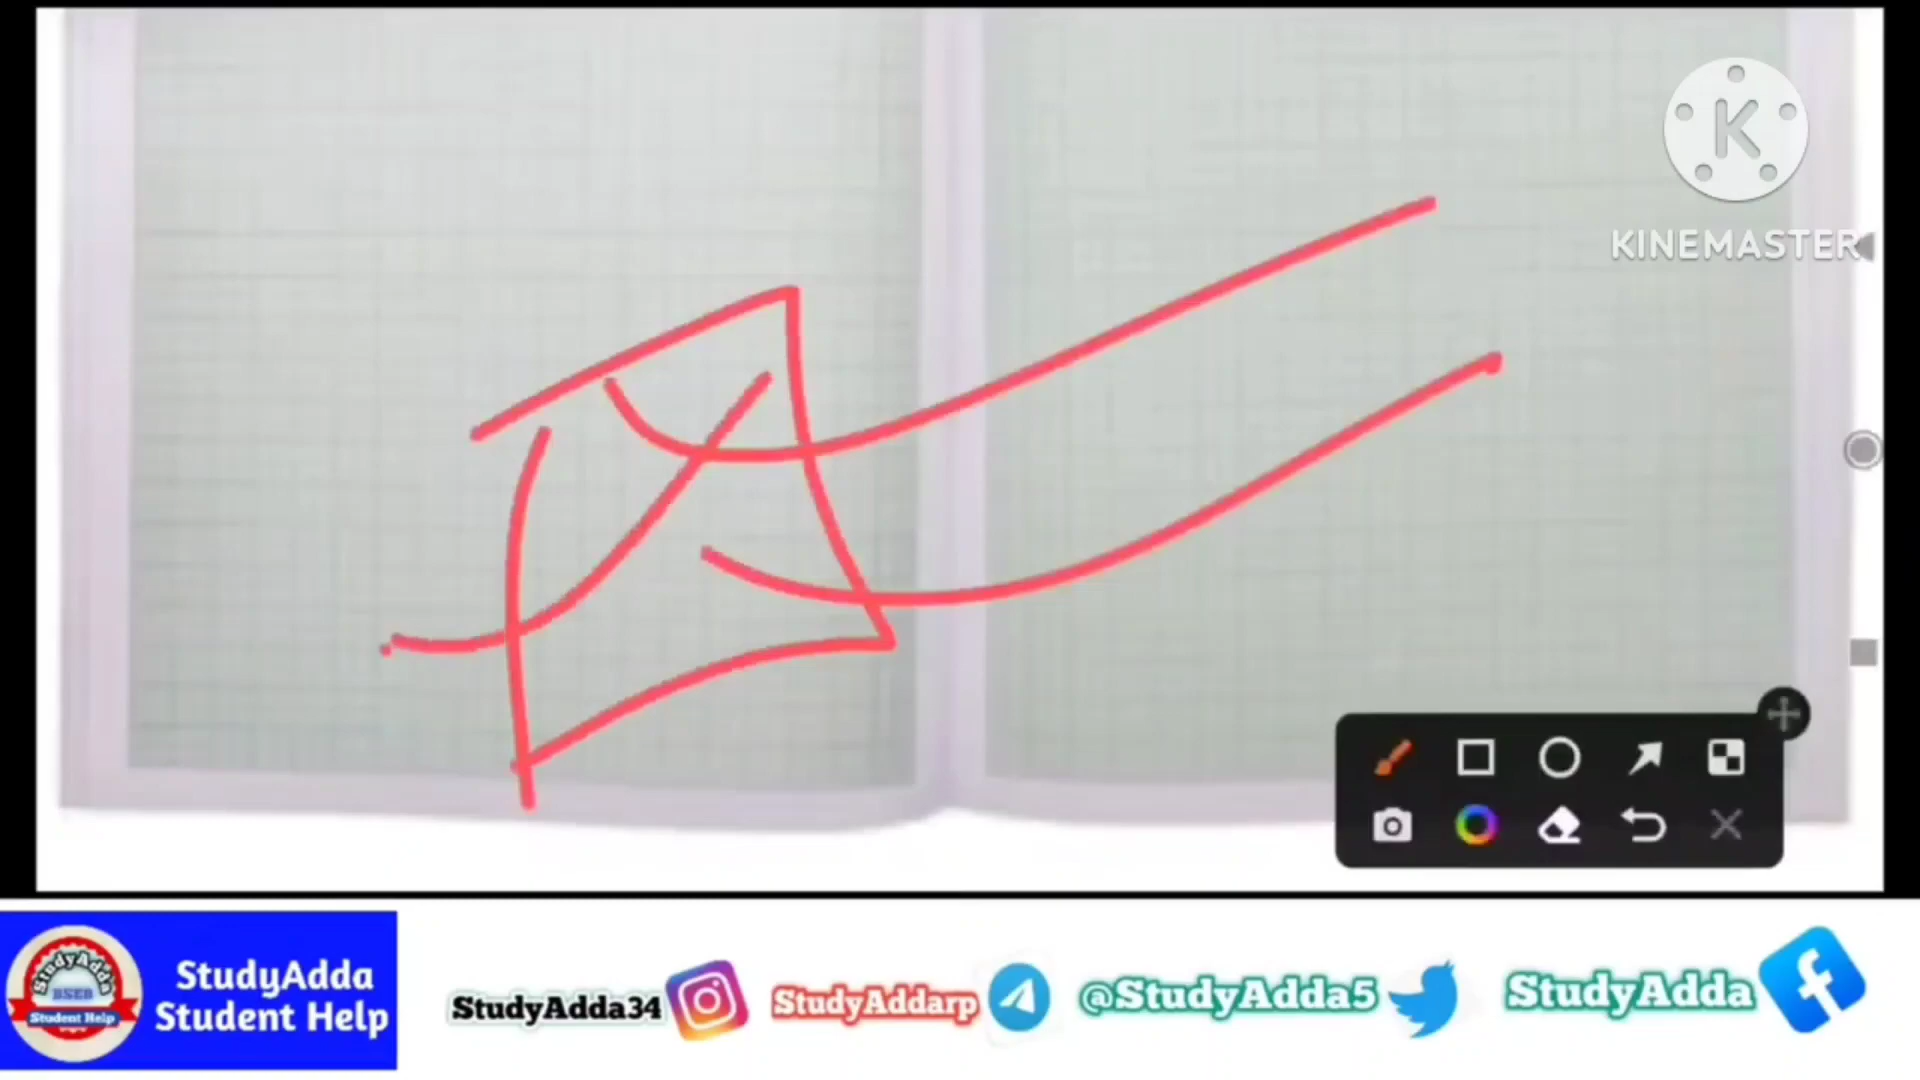 K
KINEMASTER
StudyAdda
BSEB
Student Help
StudyAdda
Student Help
StudyAdda34
StudyAddarp
@StudyAdda5
StudyAdda